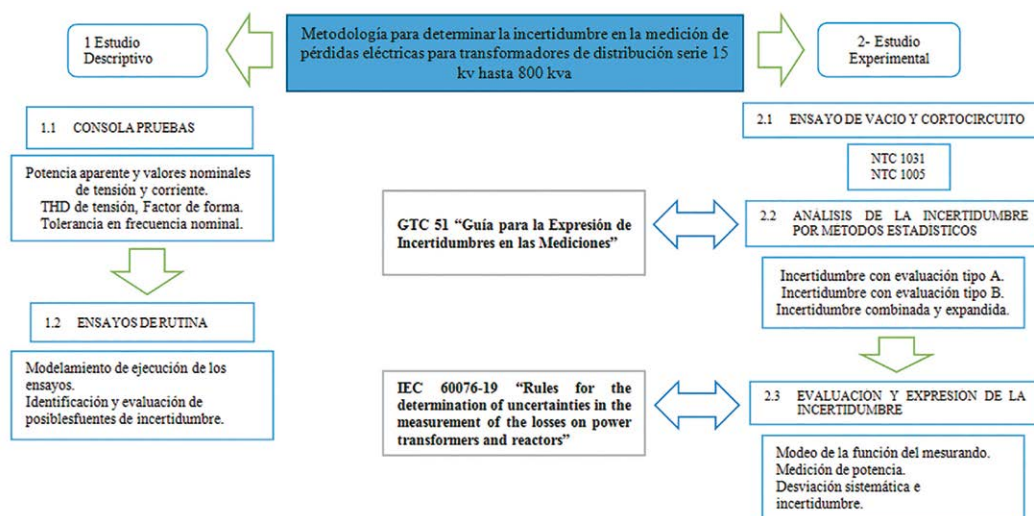 Metodología para determinar la incertidumbre en la medición de
pérdidas eléctricas para transformadores de distribución serie 15
kv hasta 800 kva
1 Estudio
Descriptivo
1.1 CONSOLA PRUEBAS
Potencia aparente y valores nominales
de tensión y corriente.
THD de tensión, Factor de forma.
Tolerancia en frecuencia nominal.
1.2 ENSAYOS DE RUTINA
Modelamiento de ejecución de los
ensayos.
Identificación y evaluación de
posiblesfuentes de incertidumbre.
GTC 51 “Guía para la Expresión de
Incertidumbres en las Mediciones”
IEC 60076-19 “Rules for the
determination of uncertainties in the
measurement of the losses on power
transformers and reactors”
2- Estudio
Experimental
2.1 ENSAYO DE VACIO Y CORTOCIRCUITO
NTC 1031
NTC 1005
2.2 ANÁLISIS DE LA INCERTIDUMBRE
POR METODOS ESTADISTICOS
Incertidumbre con evaluación tipo A.
Incertidumbre con evaluación tipo B.
Incertidumbre combinada y expandida.
2.3 EVALUACION Y EXPRESION DE LA
INCERTIDUMBRE
Modeo de la función del mesurando.
Medición de potencia.
Desviación sistemática e
incertidumbre.